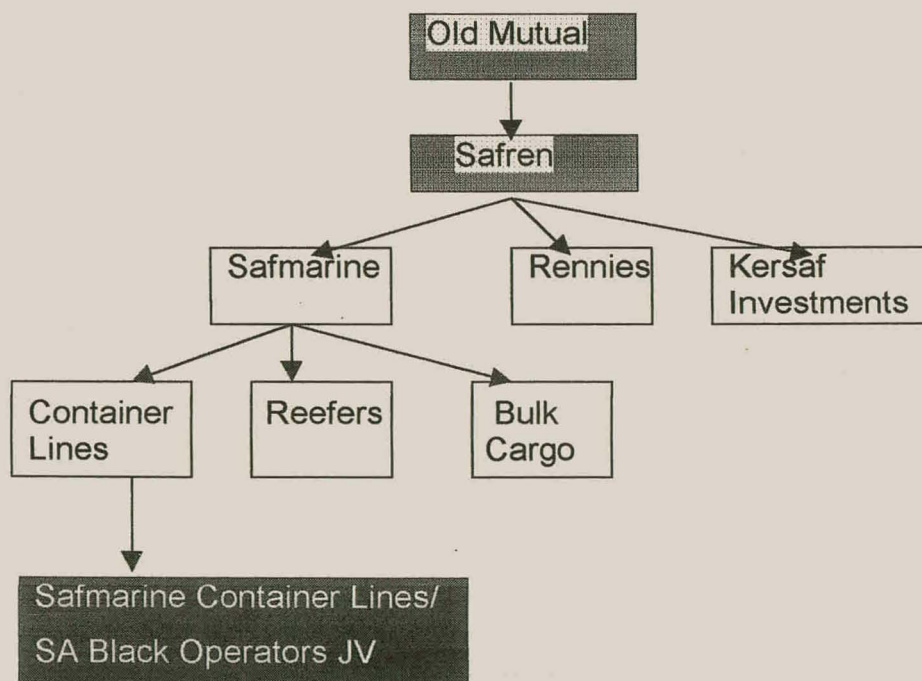 Old Mutual
Safren
Safmarine
Rennies
Kersaf
Investments
Container
Lines
Reefers
Bulk
Cargo
Safmarine Container Lines/
SA Black Operators JV